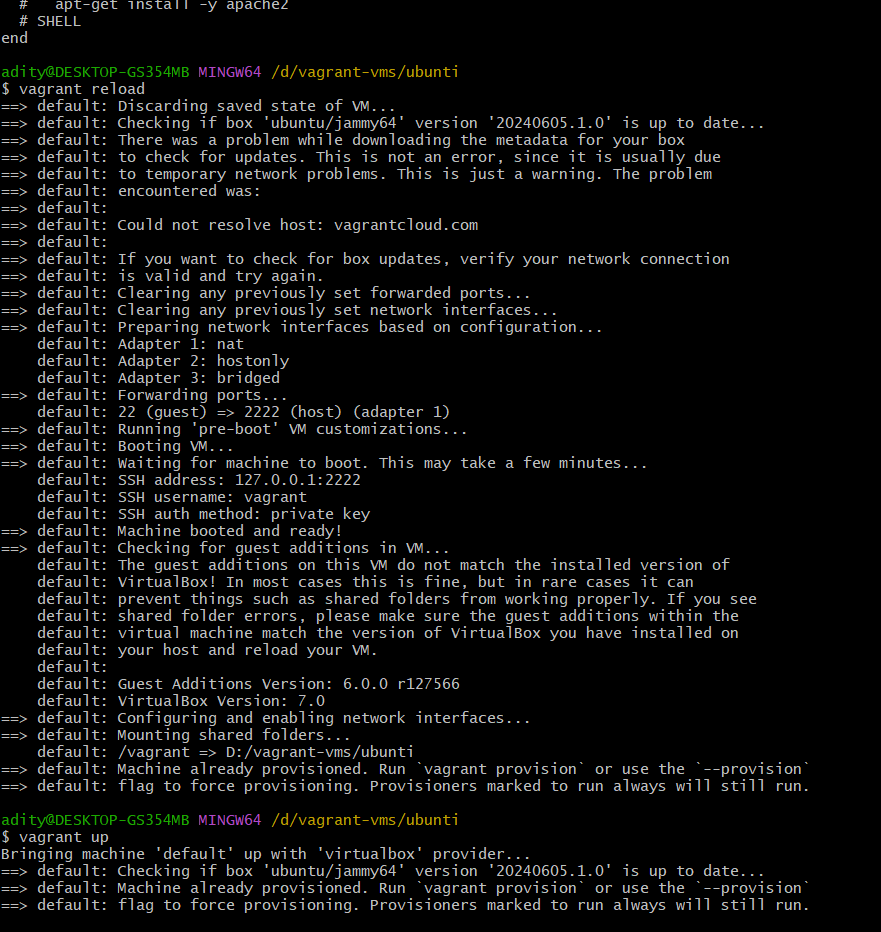 #   apt-get install -y apache2
  # SHELL
end

adity@DESKTOP-GS354MB MINGW64 /d/vagrant-vms/ubunti
$ vagrant reload
==> default: Discarding saved state of VM...
==> default: Checking if box 'ubuntu/jammy64' version '20240605.1.0' is up to date...
==> default: There was a problem while downloading the metadata for your box
==> default: to check for updates. This is not an error, since it is usually due
==> default: to temporary network problems. This is just a warning. The problem
==> default: encountered was:
==> default:
==> default: Could not resolve host: vagrantcloud.com
==> default:
==> default: If you want to check for box updates, verify your network connection
==> default: is valid and try again.
==> default: Clearing any previously set forwarded ports...
==> default: Clearing any previously set network interfaces...
==> default: Preparing network interfaces based on configuration...
    default: Adapter 1: nat
    default: Adapter 2: hostonly
    default: Adapter 3: bridged
==> default: Forwarding ports...
    default: 22 (guest) => 2222 (host) (adapter 1)
==> default: Running 'pre-boot' VM customizations...
==> default: Booting VM...
==> default: Waiting for machine to boot. This may take a few minutes...
    default: SSH address: 127.0.0.1:2222
    default: SSH username: vagrant
    default: SSH auth method: private key
==> default: Machine booted and ready!
==> default: Checking for guest additions in VM...
    default: The guest additions on this VM do not match the installed version of
    default: VirtualBox! In most cases this is fine, but in rare cases it can
    default: prevent things such as shared folders from working properly. If you see
    default: shared folder errors, please make sure the guest additions within the
    default: virtual machine match the version of VirtualBox you have installed on
    default: your host and reload your VM.
    default:
    default: Guest Additions Version: 6.0.0 r127566
    default: VirtualBox Version: 7.0
==> default: Configuring and enabling network interfaces...
==> default: Mounting shared folders...
    default: /vagrant => D:/vagrant-vms/ubunti
==> default: Machine already provisioned. Run `vagrant provision` or use the `--provision`
==> default: flag to force provisioning. Provisioners marked to run always will still run.

adity@DESKTOP-GS354MB MINGW64 /d/vagrant-vms/ubunti
$ vagrant up
Bringing machine 'default' up with 'virtualbox' provider...
==> default: Checking if box 'ubuntu/jammy64' version '20240605.1.0' is up to date...
==> default: Machine already provisioned. Run `vagrant provision` or use the `--provision`
==> default: flag to force provisioning. Provisioners marked to run always will still run.